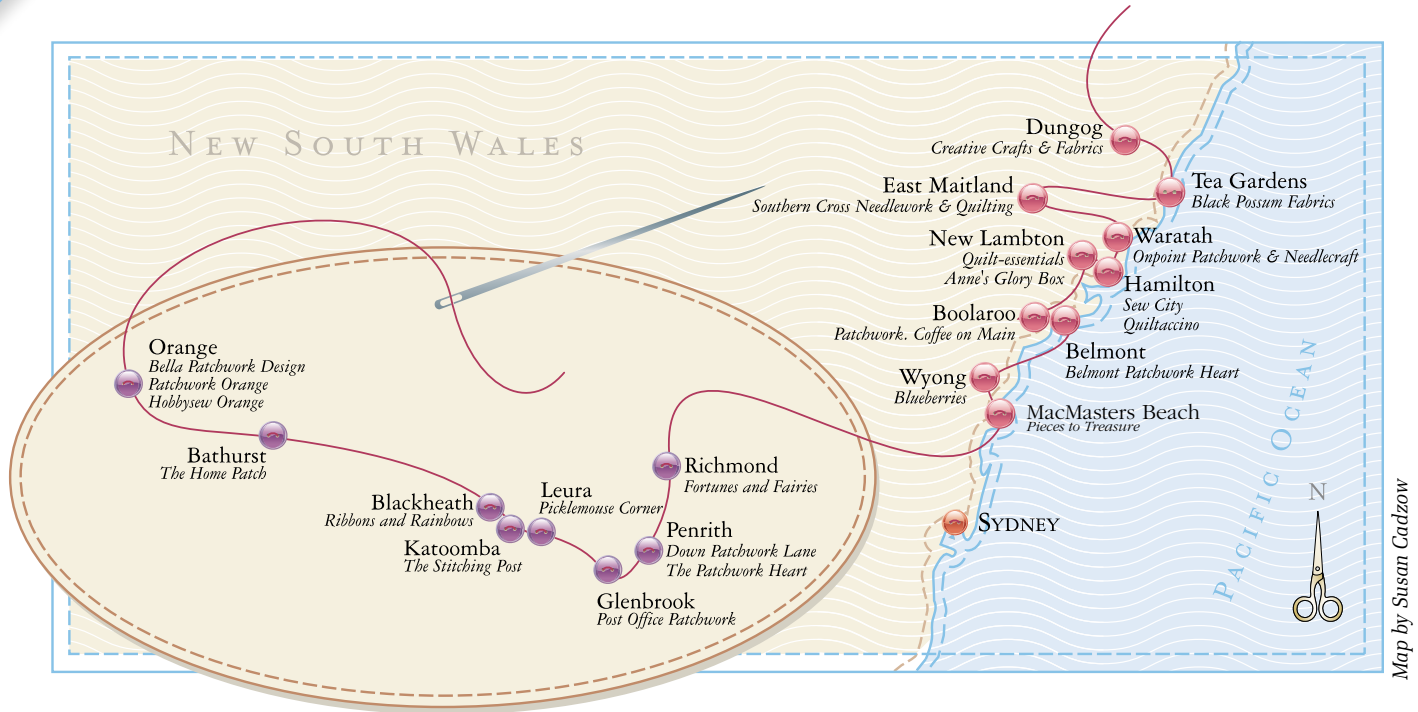 NEW SOUTH WALES
Dungog
Creative Crafts & Fabrics
Tea Gardens
Black Possum Fabrics
East Maitland
Southern Cross Needlework & Quilting
Waratah
Onpoint Patchwork & Needlecraft
New Lambton
Quilt-essentials
Anne's Glory Box
Hamilton
Sew City
Quiltaccino
Boolaroo
Patchwork. Coffee on Main
Belmont
Belmont Patchwork Heart
Wyong
Blueberries
MacMasters Beach
Pieces to Treasure
Orange
Bella Patchwork Design
Patchwork Orange
Hobbysew Orange
Bathurst
The Home Patch
Blackheath
Ribbons and Rainbows
Leura
Picklemouse Corner
Katoomba
The Stitching Post
Richmond
Fortunes and Fairies
Penrith
Down Patchwork Lane
The Patchwork Heart
Glenbrook
Post Office Patchwork
SYDNEY
PACIFIC OCEAN
N
Map by Susan Cadzow